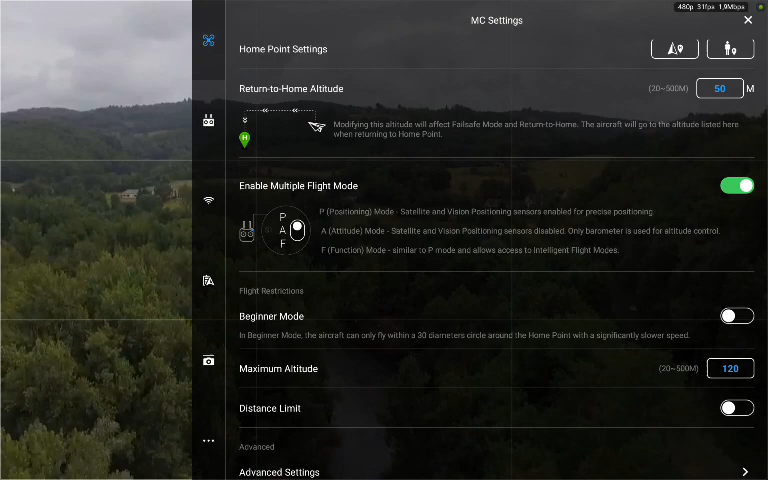 480p 31fps 1,9Mbps
MC Settings
Home Point Settings
Return-to-Home Altitude
(20~500M) 50 M
H
Modifying this altitude will affect Failsafe Mode and Return-to-Home. The aircraft will go to the altitude listed here
when returning to Home Point.
Enable Multiple Flight Mode
P
A
F
P (Positioning) Mode - Satellite and Vision Positioning sensors enabled for precise positioning
A (Attitude) Mode - Satellite and Vision Positioning sensors disabled. Only barometer is used for altitude control.
F (Function) Mode - similar to P mode and allows access to Intelligent Flight Modes.
Flight Restrictions
Beginner Mode
In Beginner Mode, the aircraft can only fly within a 30 diameters circle around the Home Point with a significantly slower speed.
Maximum Altitude (20~500M) 120
Distance Limit
Advanced
Advanced Settings